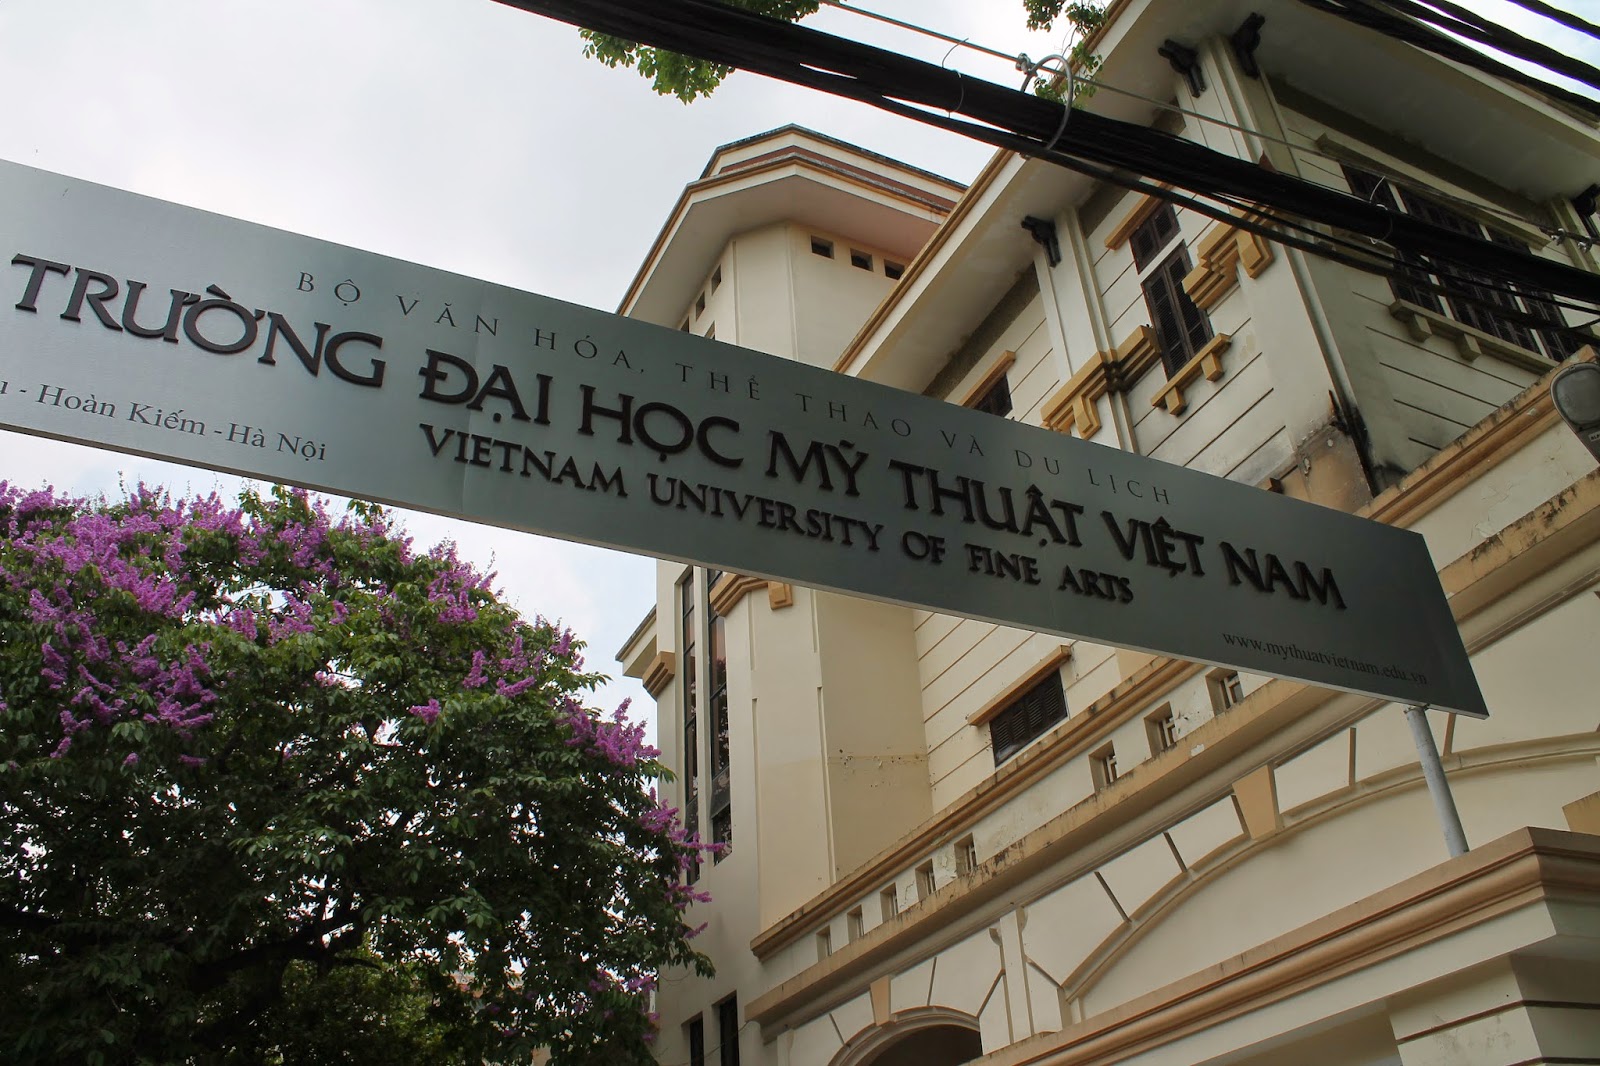 BỘ VĂN HÓA, THỂ THAO VÀ DU LỊCH
TRƯỜNG ĐẠI HỌC MỸ THUẬT VIỆT NAM
VIETNAM UNIVERSITY OF FINE ARTS
- Hoàn Kiếm - Hà Nội
www.mythuatvietnam.edu.vn